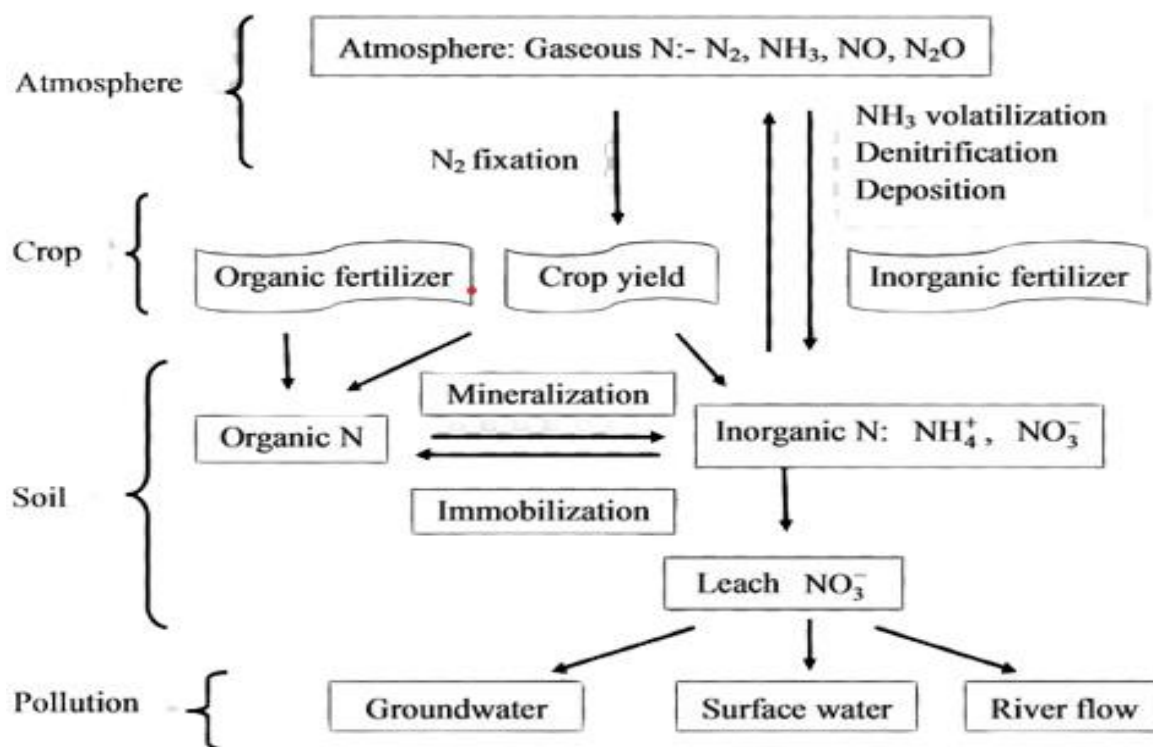 Atmosphere: Gaseous N:- N₂, NH₃, NO, N₂O
Atmosphere
NH₃ volatilization
N₂ fixation
Denitrification
Deposition
Crop
Organic fertilizer
Crop yield
Inorganic fertilizer
Mineralization
Organic N
Inorganic N: NH₄⁺, NO₃⁻
Soil
Immobilization
Leach NO₃⁻
Pollution
Groundwater
Surface water
River flow